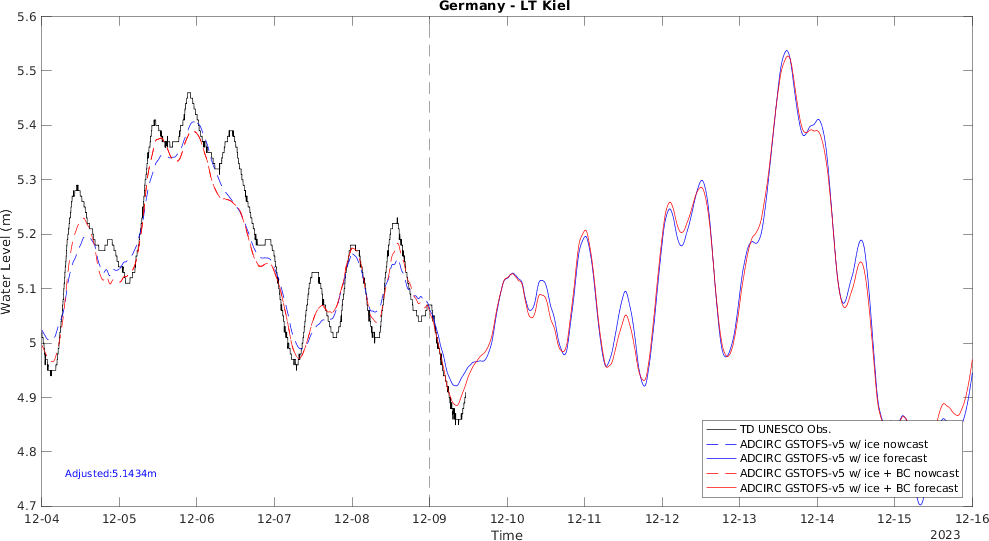 Germany - LT Kiel
Water Level (m)
5.6
5.5
5.4
5.3
5.2
5.1
5
4.9
4.8
4.7
Adjusted:5.1434m
TD UNESCO Obs.
ADCIRC GSTOFS-v5 w/ ice nowcast
ADCIRC GSTOFS-v5 w/ ice forecast
ADCIRC GSTOFS-v5 w/ ice + BC nowcast
ADCIRC GSTOFS-v5 w/ ice + BC forecast
12-04 12-05 12-06 12-07 12-08 12-09 12-10 12-11 12-12 12-13 12-14 12-15 12-16
Time
2023